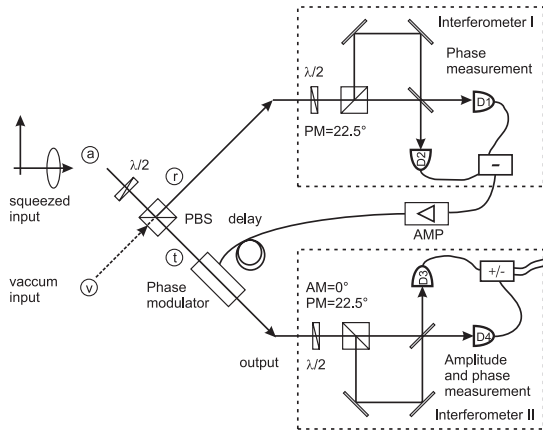 Interferometer I
Phase
measurement
λ/2
PM=22.5°
D1
D2
-
squeezed
input
a
λ/2
r
PBS
delay
AMP
vaccum
input
v
t
Phase
modulator
output
AM=0°
PM=22.5°
λ/2
D3
+/-
D4
Amplitude
and phase
measurement
Interferometer II